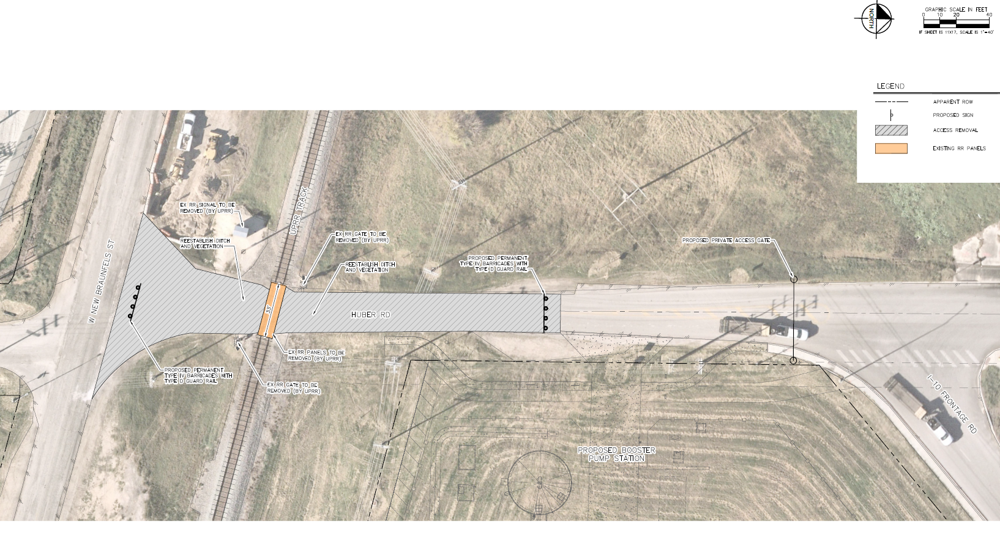 NORTH
GRAPHIC SCALE IN FEET
0 10 20 40
IF SHEET IS 11X17, SCALE IS 1"=40'
LEGEND
APPARENT ROW
PROPOSED SIGN
ACCESS REMOVAL
EXISTING RR PANELS
EX RR SIGNAL TO BE
REMOVED (BY UPRR)
UPRR TRACK
REESTABLISH DITCH
AND VEGETATION
EX RR GATE TO BE
REMOVED (BY UPRR)
PROPOSED PRIVATE ACCESS GATE
W NEW BRAUNFELS ST
REESTABLISH DITCH
AND VEGETATION
PROPOSED PERMANENT
TYPE IV BARRICADES WITH
TYPE D GUARD RAIL
33'
HUBER RD
EX RR PANELS TO BE
REMOVED (BY UPRR)
PROPOSED PERMANENT
TYPE IV BARRICADES WITH
TYPE D GUARD RAIL
EX RR GATE TO BE
REMOVED (BY UPRR)
I-10 FRONTAGE RD
PROPOSED BOOSTER
PUMP STATION